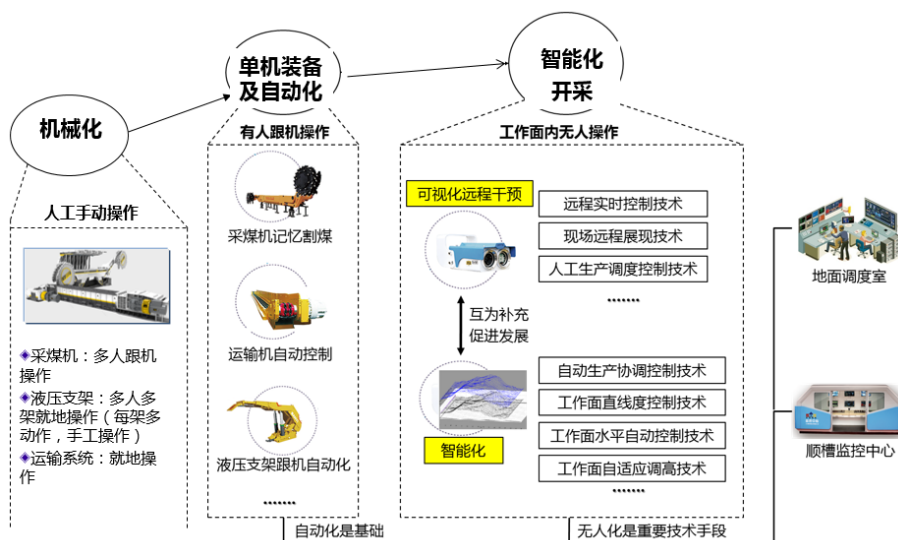 机械化
单机装备
及自动化
智能化
开采
人工手动操作
◆采煤机：多人跟机
操作
◆液压支架：多人多
架就地操作（每架多
动作，手工操作）
◆运输系统：就地操
作
有人跟机操作
采煤机记忆割煤
运输机自动控制
液压支架跟机自动化
.......
自动化是基础
工作面内无人操作
可视化远程干预
远程实时控制技术
现场远程展现技术
人工生产调度控制技术
.......
互为补充
促进发展
智能化
自动生产协调控制技术
工作面直线度控制技术
工作面水平自动控制技术
工作面自适应调高技术
.......
无人化是重要技术手段
地面调度室
顺槽监控中心